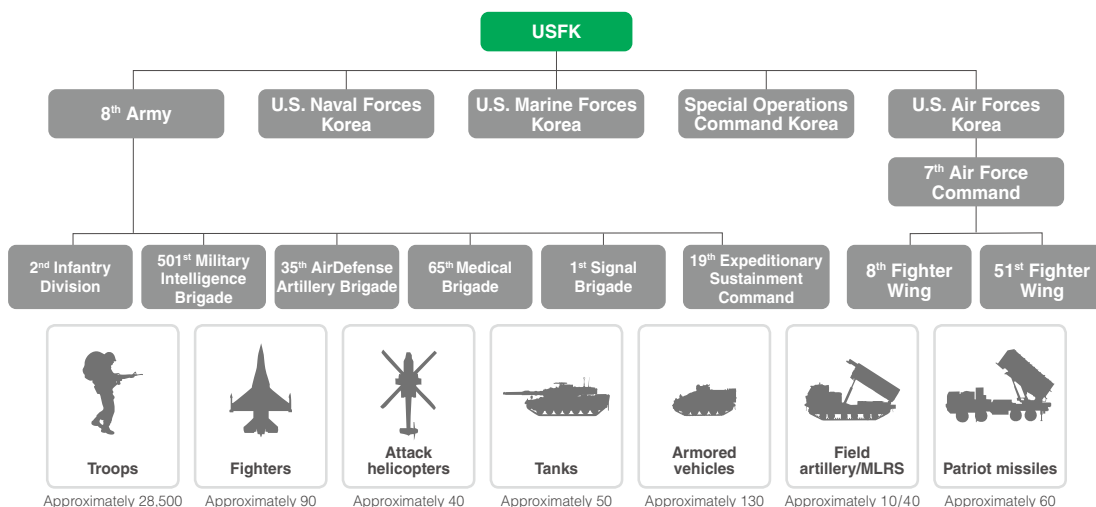 USFK
8th Army
U.S. Naval Forces
Korea
U.S. Marine Forces
Korea
Special Operations
Command Korea
U.S. Air Forces
Korea
7th Air Force
Command
2nd Infantry
Division
501st Military
Intelligence
Brigade
35th AirDefense
Artillery Brigade
65th Medical
Brigade
1st Signal
Brigade
19th Expeditionary
Sustainment
Command
8th Fighter
Wing
51st Fighter
Wing
Troops
Approximately 28,500
Fighters
Approximately 90
Attack
helicopters
Approximately 40
Tanks
Approximately 50
Armored
vehicles
Approximately 130
Field
artillery/MLRS
Approximately 10/40
Patriot missiles
Approximately 60